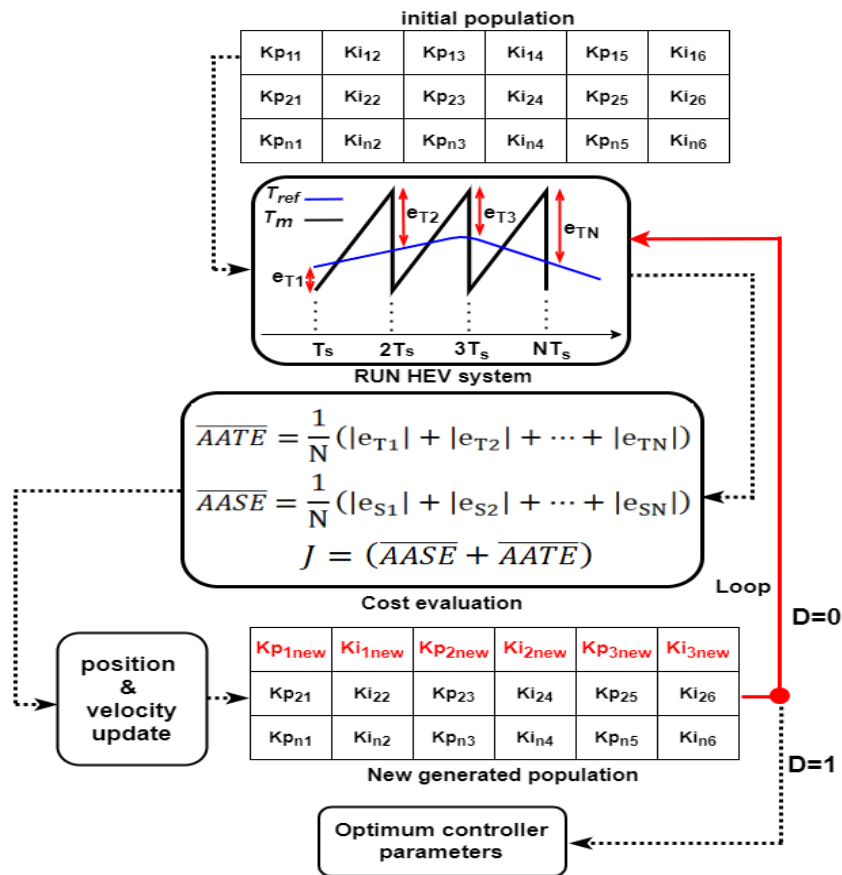 initial population
Kp11 Ki12 Kp13 Ki14 Kp15 Ki16
Kp21 Ki22 Kp23 Ki24 Kp25 Ki26
Kpn1 Kin2 Kpn3 Kin4 Kpn5 Kin6
Tref
Tm
eT1
eT2
eT3
eTN
Ts 2Ts 3Ts NTs
RUN HEV system
AATE = 1/N (|eT1| + |eT2| + ⋯ + |eTN|)
AASE = 1/N (|eS1| + |eS2| + ⋯ + |eSN|)
J = (AASE + AATE)
Cost evaluation
Loop
D=0
position
&
velocity
update
Kp1new Ki1new Kp2new Ki2new Kp3new Ki3new
Kp21 Ki22 Kp23 Ki24 Kp25 Ki26
Kpn1 Kin2 Kpn3 Kin4 Kpn5 Kin6
New generated population
D=1
Optimum controller
parameters